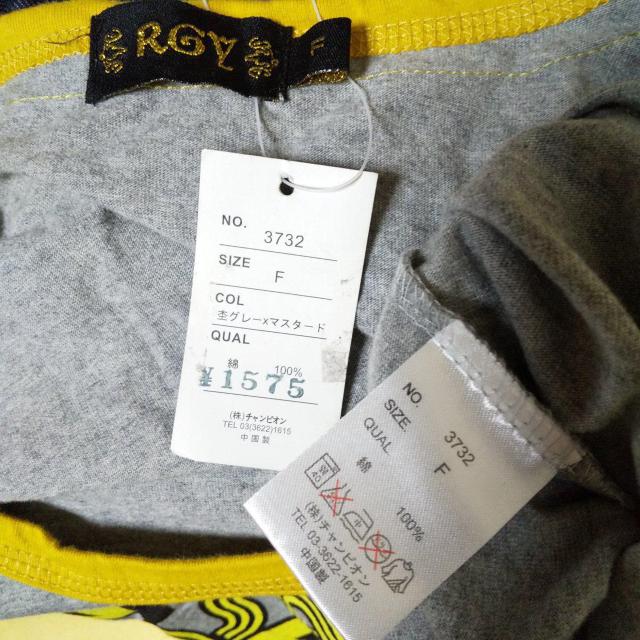 RGY
F
NO. 3732
SIZE F
COL
杢グレーxマスタード
QUAL
綿 100%
¥1575
(株)チャンピオン
TEL 03(3622)1615
中国製
NO. 3732
SIZE F
QUAL
綿 100%
(株)チャンピオン
TEL 03-3622-1615
中国製